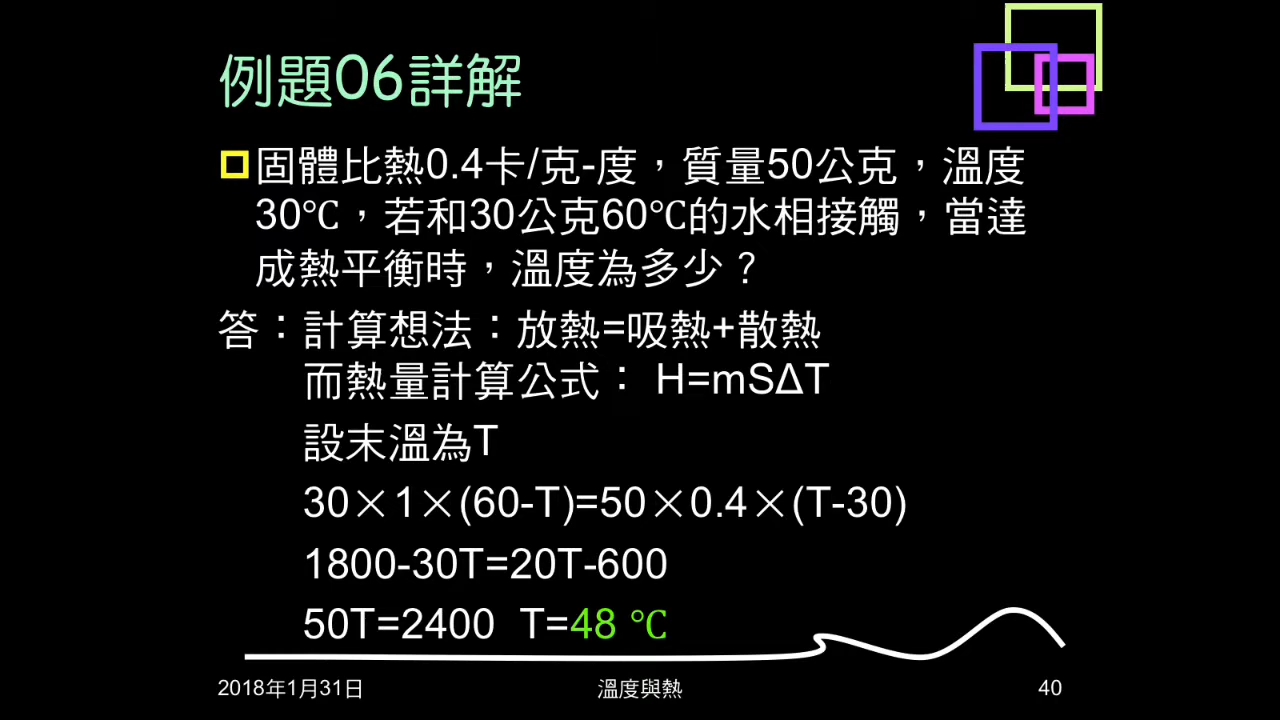 例題06詳解
固體比熱0.4卡/克-度，質量50公克，溫度
30℃，若和30公克60℃的水相接觸，當達
成熱平衡時，溫度為多少？
答：計算想法：放熱=吸熱+散熱
而熱量計算公式： H=mSΔT
設末溫為T
30×1×(60-T)=50×0.4×(T-30)
1800-30T=20T-600
50T=2400 T=48 ℃
2018年1月31日 溫度與熱 40